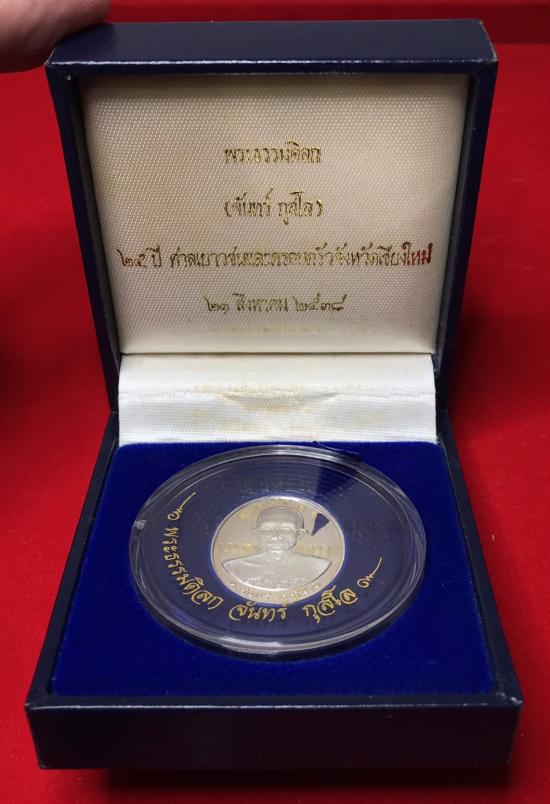 พระธรรมดิลก
(จันทร์ กุสโล)
๒๕ ปี ศาลเยาวชนและครอบครัวจังหวัดเชียงใหม่
๒๑ สิงหาคม ๒๕๓๘
พระธรรมดิลก จันทร์ กุสโล